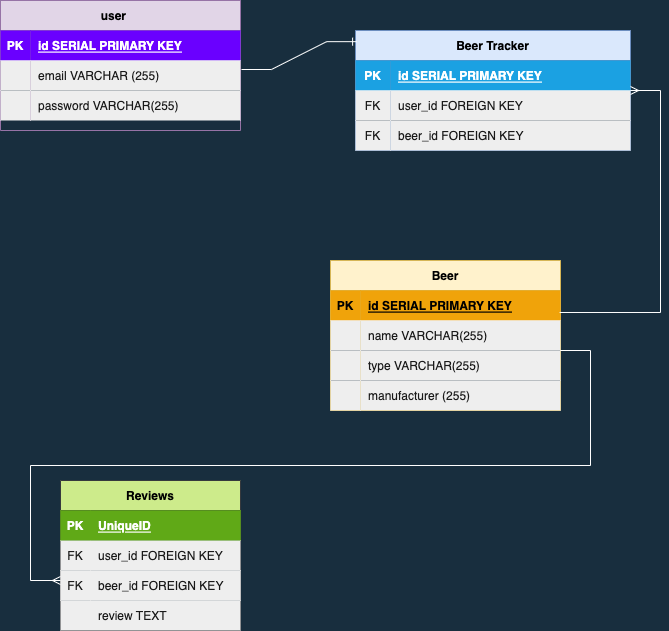 user
PK id SERIAL PRIMARY KEY
email VARCHAR (255)
password VARCHAR(255)
Beer Tracker
PK id SERIAL PRIMARY KEY
FK user_id FOREIGN KEY
FK beer_id FOREIGN KEY
Beer
PK id SERIAL PRIMARY KEY
name VARCHAR(255)
type VARCHAR(255)
manufacturer (255)
Reviews
PK UniqueID
FK user_id FOREIGN KEY
FK beer_id FOREIGN KEY
review TEXT